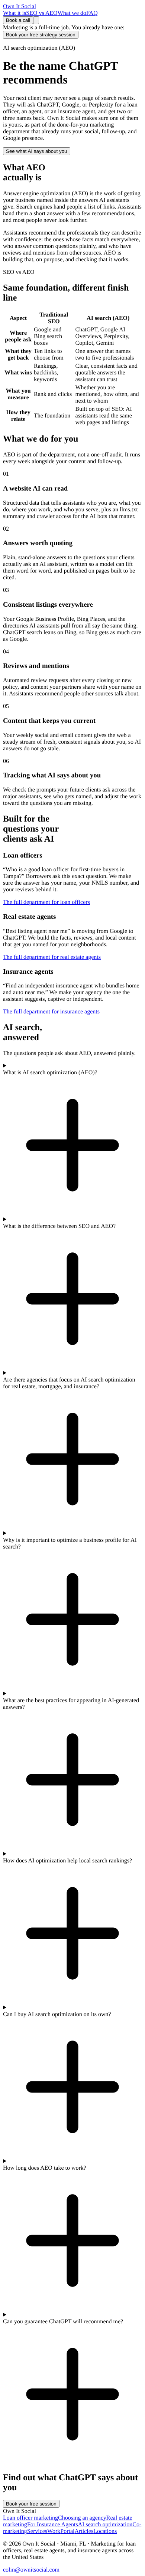 Own It Social
What it isSEO vs AEOWhat we doFAQ
Book a call
Marketing is a full-time job. You already have one:
Book your free strategy session
AI search optimization (AEO)
Be the name ChatGPT
recommends
Your next client may never see a page of search results.
They will ask ChatGPT, Google, or Perplexity for a loan
officer, an agent, or an insurance agent, and get two or
three names back. Own It Social makes sure one of them
is yours, as part of the done-for-you marketing
department that already runs your social, follow-up, and
Google presence.
See what AI says about you
What AEO
actually is
Answer engine optimization (AEO) is the work of getting
your business named inside the answers AI assistants
give. Search engines hand people a list of links. Assistants
hand them a short answer with a few recommendations,
and most people never look further.
Assistants recommend the professionals they can describe
with confidence: the ones whose facts match everywhere,
who answer common questions plainly, and who have
reviews and mentions from other sources. AEO is
building that, on purpose, and checking that it works.
SEO vs AEO
Same foundation, different finish
line
Aspect Traditional SEO AI search (AEO)
Where people ask Google and Bing search boxes ChatGPT, Google AI Overviews, Perplexity, Copilot, Gemini
What they get back Ten links to choose from One answer that names two to five professionals
What wins Rankings, backlinks, keywords Clear, consistent facts and quotable answers the assistant can trust
What you measure Rank and clicks Whether you are mentioned, how often, and next to whom
How they relate The foundation Built on top of SEO: AI assistants read the same web pages and listings
What we do for you
AEO is part of the department, not a one-off audit. It runs
every week alongside your content and follow-up.
01
A website AI can read
Structured data that tells assistants who you are, what you
do, where you work, and who you serve, plus an llms.txt
summary and crawler access for the AI bots that matter.
02
Answers worth quoting
Plain, stand-alone answers to the questions your clients
actually ask an AI assistant, written so a model can lift
them word for word, and published on pages built to be
cited.
03
Consistent listings everywhere
Your Google Business Profile, Bing Places, and the
directories AI assistants pull from all say the same thing.
ChatGPT search leans on Bing, so Bing gets as much care
as Google.
04
Reviews and mentions
Automated review requests after every closing or new
policy, and content your partners share with your name on
it. Assistants recommend people other sources talk about.
05
Content that keeps you current
Your weekly social and email content gives the web a
steady stream of fresh, consistent signals about you, so AI
answers do not go stale.
06
Tracking what AI says about you
We check the prompts your future clients ask across the
major assistants, see who gets named, and adjust the work
toward the questions you are missing.
Built for the
questions your
clients ask AI
Loan officers
“Who is a good loan officer for first-time buyers in
Tampa?” Borrowers ask this exact question. We make
sure the answer has your name, your NMLS number, and
your reviews behind it.
The full department for loan officers
Real estate agents
“Best listing agent near me” is moving from Google to
ChatGPT. We build the facts, reviews, and local content
that get you named for your neighborhoods.
The full department for real estate agents
Insurance agents
“Find an independent insurance agent who bundles home
and auto near me.” We make your agency the one the
assistant suggests, captive or independent.
The full department for insurance agents
AI search,
answered
The questions people ask about AEO, answered plainly.
What is AI search optimization (AEO)?
What is the difference between SEO and AEO?
Are there agencies that focus on AI search optimization
for real estate, mortgage, and insurance?
Why is it important to optimize a business profile for AI
search?
What are the best practices for appearing in AI-generated
answers?
How does AI optimization help local search rankings?
Can I buy AI search optimization on its own?
How long does AEO take to work?
Can you guarantee ChatGPT will recommend me?
Find out what ChatGPT says about
you
Book your free session
Own It Social
Loan officer marketingChoosing an agencyReal estate
marketingFor Insurance AgentsAI search optimizationCo-
marketingServicesWorkPortalArticlesLocations
© 2026 Own It Social · Miami, FL · Marketing for loan
officers, real estate agents, and insurance agents across
the United States
colin@ownitsocial.com